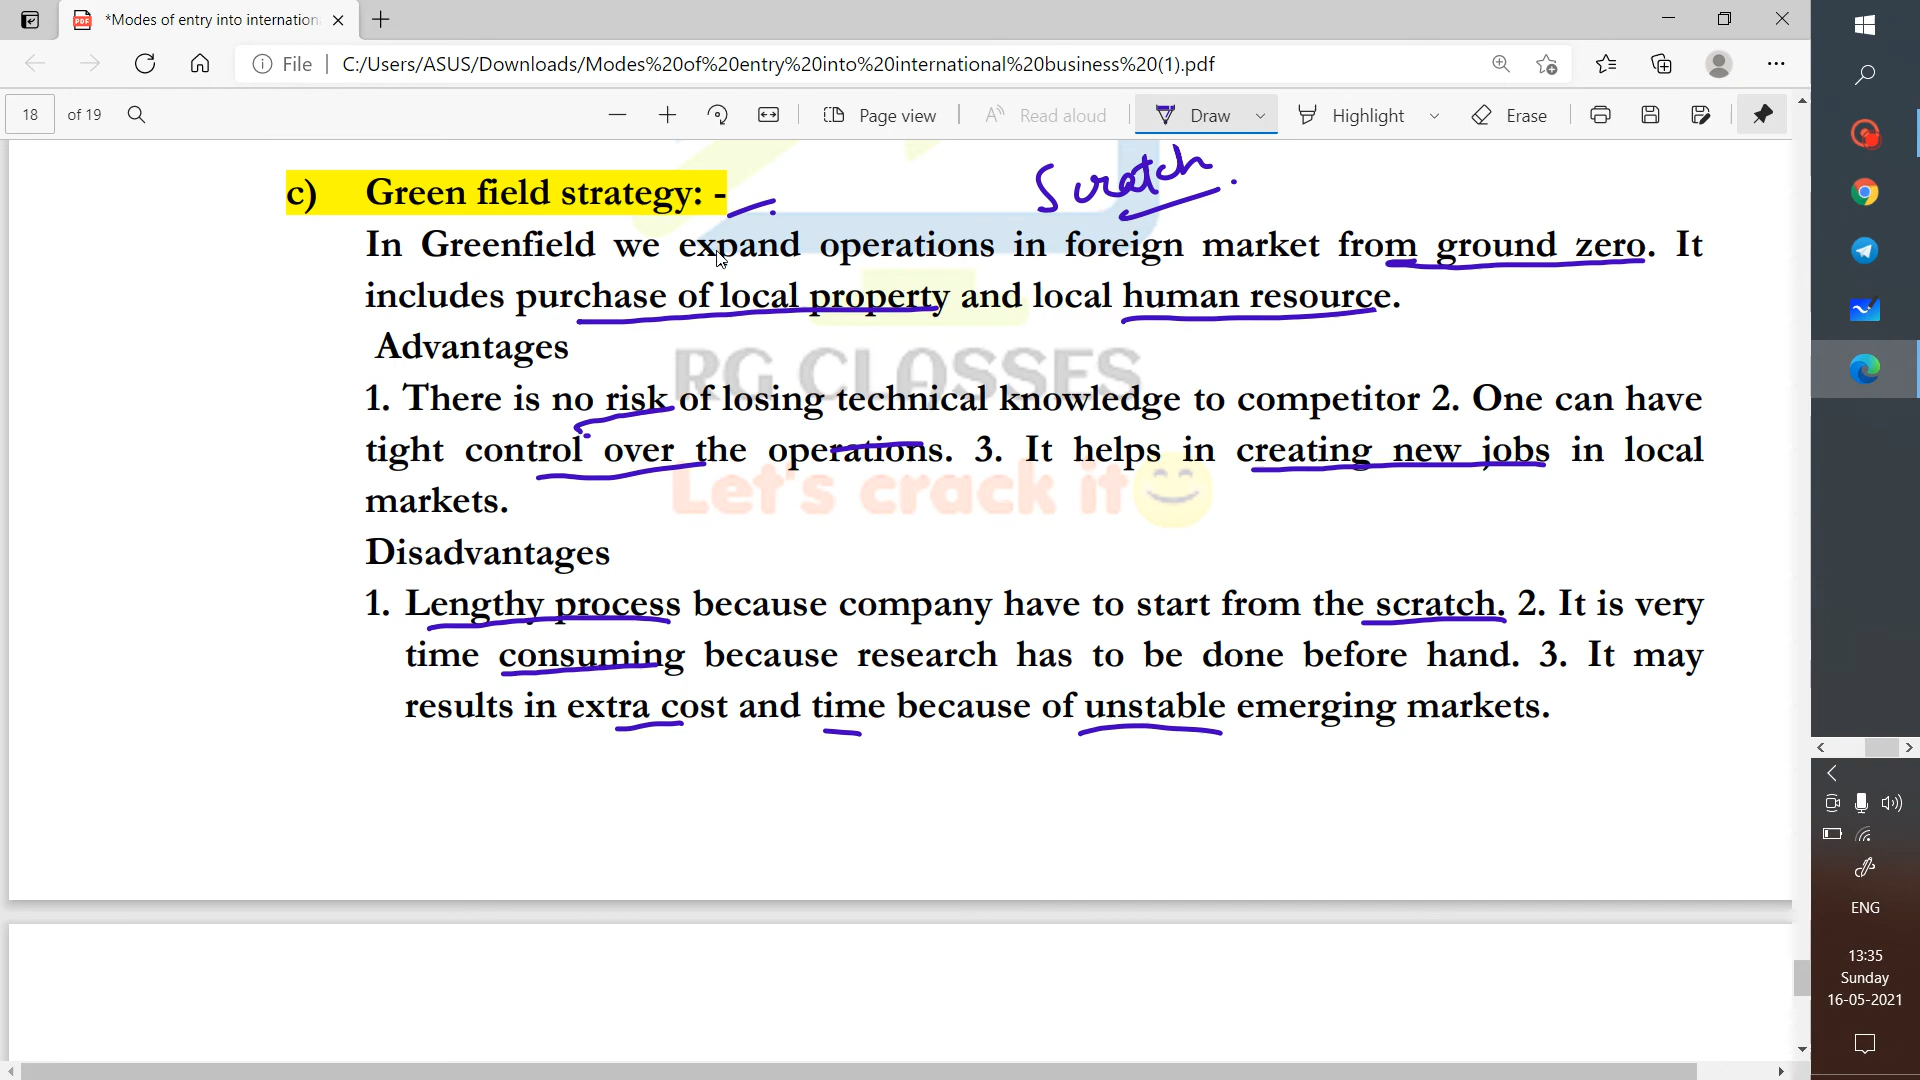 *Modes of entry into internation
File
C:/Users/ASUS/Downloads/Modes%20of%20entry%20into%20international%20business%20(1).pdf
18 of 19
Page view
Read aloud
Draw
Highlight
Erase
Scratch.
c) Green field strategy: -
In Greenfield we expand operations in foreign market from ground zero. It
includes purchase of local property and local human resource.
Advantages
RG CLASSES
1. There is no risk of losing technical knowledge to competitor 2. One can have
tight control over the operations. 3. It helps in creating new jobs in local
Let's crack it
markets.
Disadvantages
1. Lengthy process because company have to start from the scratch. 2. It is very
time consuming because research has to be done before hand. 3. It may
results in extra cost and time because of unstable emerging markets.
ENG
13:35
Sunday
16-05-2021